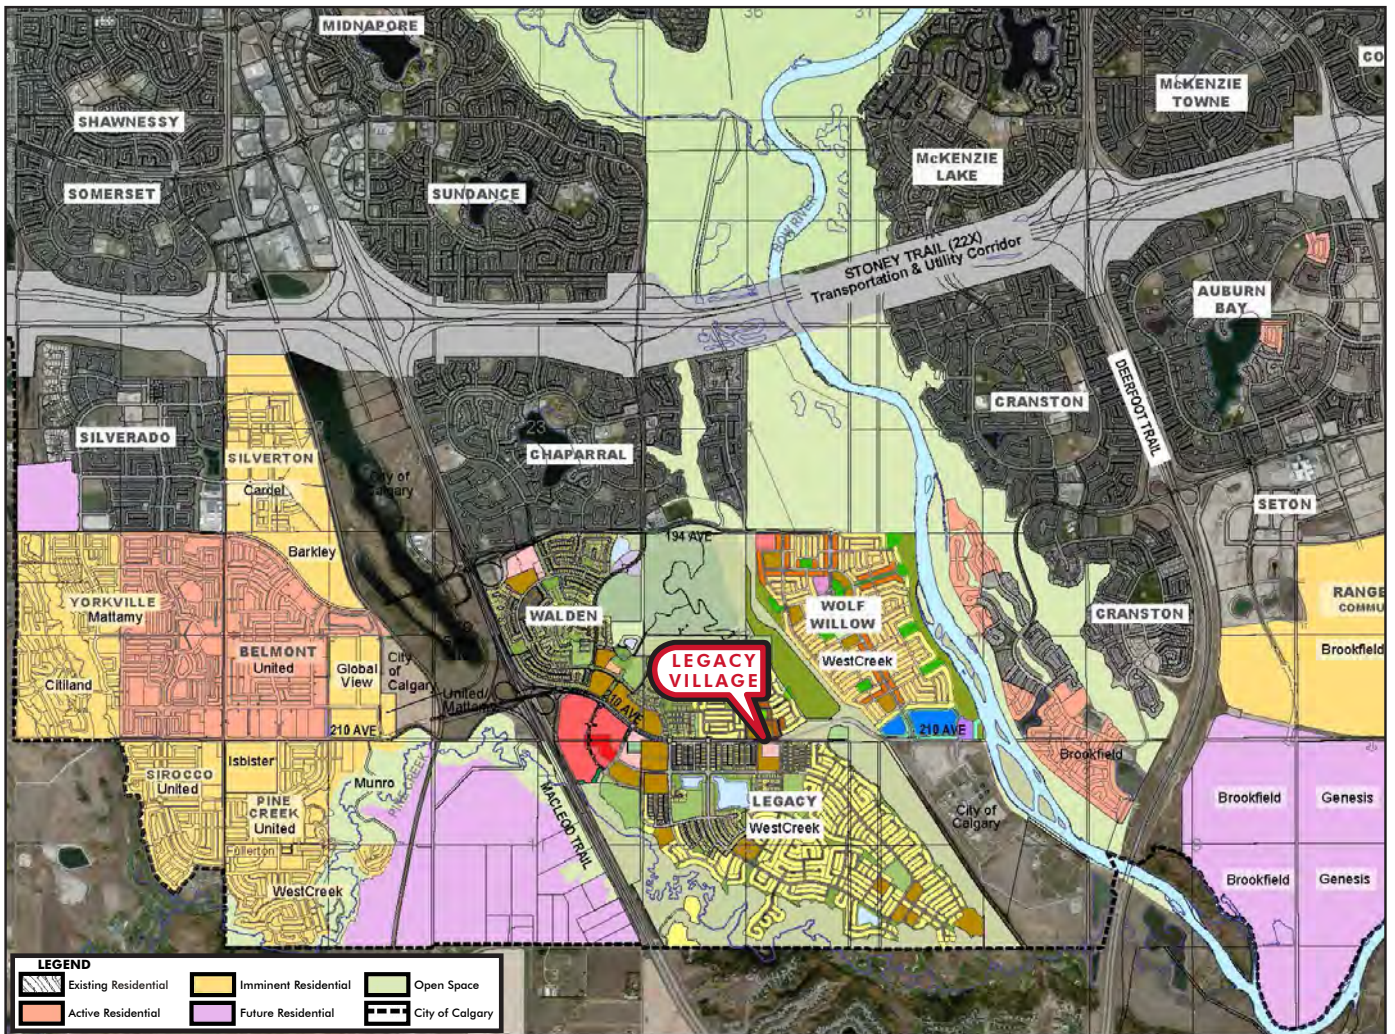 MIDNAPORE
CO
McKENZIE
TOWNE
SHAWNESSY
McKENZIE
LAKE
SOMERSET
SUNDANCE
BOW RIVER
STONEY TRAIL (22X)
Transportation & Utility Corridor
AUBURN
BAY
DEERFOOT TRAIL
CRANSTON
SILVERADO
SILVERTON
Cardel
23
CHAPARRAL
City of
Calgary
SETON
194 AVE
Barkley
YORKVILLE
Mattamy
WALDEN
WOLF
WILLOW
WestCreek
CRANSTON
RANGE
COMMU
Brookfield
BELMONT
United
Citiland
Global
View
City
of
Calgary
United/
Mattamy
LEGACY
VILLAGE
210 AVE
210 AVE
210 AVE
Brookfield
SIROCCO
United
Isbister
Munro
PINE CREEK
PINE
CREEK
United
Fullerton
WestCreek
MACLEOD TRAIL
LEGACY
WestCreek
City of
Calgary
Brookfield
Genesis
Brookfield
Genesis
LEGEND
Existing Residential
Imminent Residential
Open Space
Active Residential
Future Residential
City of Calgary